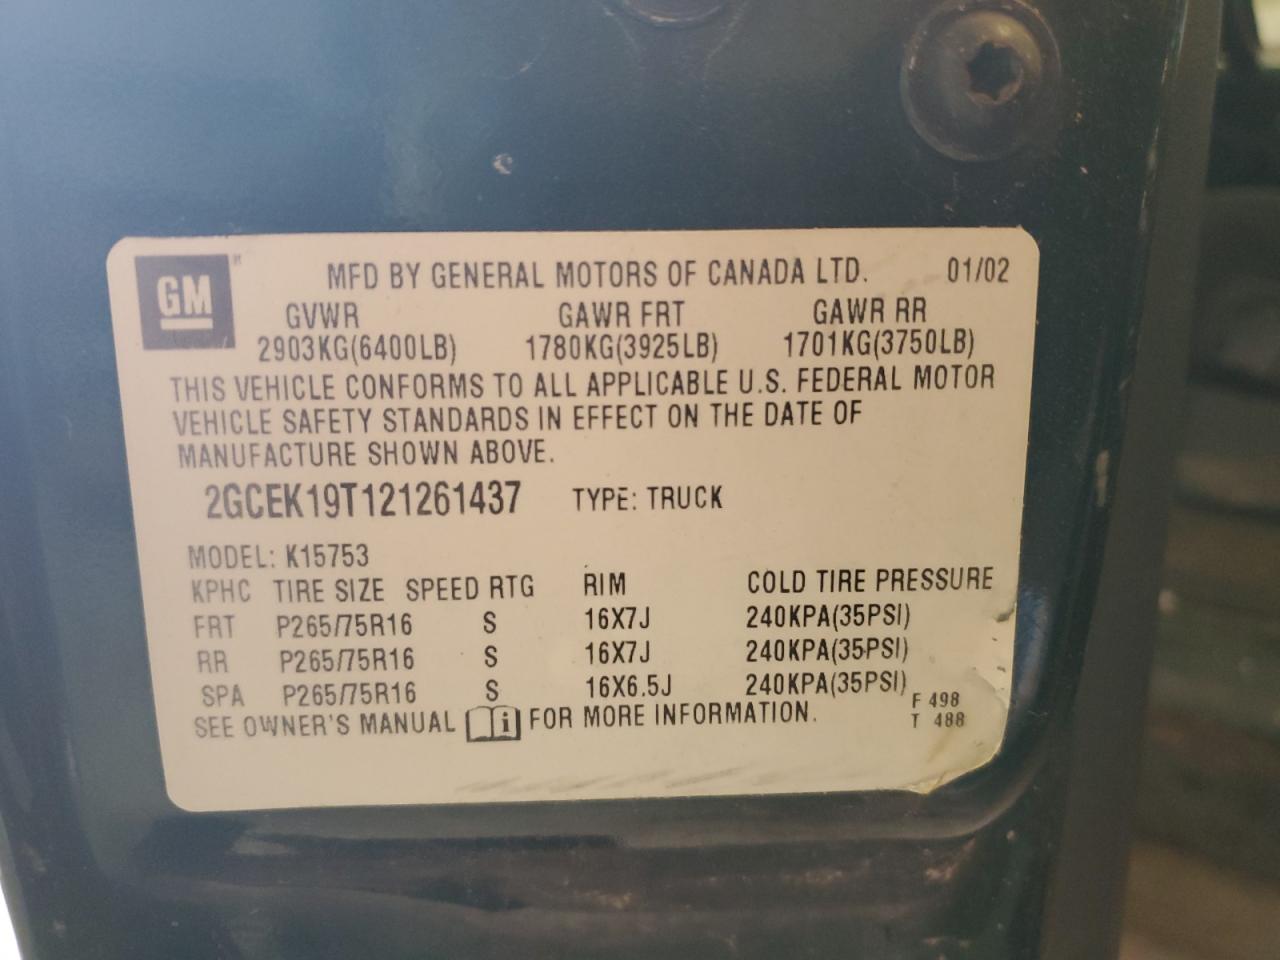 GM
MFD BY GENERAL MOTORS OF CANADA LTD. 01/02
GVWR GAWR FRT GAWR RR
2903KG(6400LB) 1780KG(3925LB) 1701KG(3750LB)
THIS VEHICLE CONFORMS TO ALL APPLICABLE U.S. FEDERAL MOTOR
VEHICLE SAFETY STANDARDS IN EFFECT ON THE DATE OF
MANUFACTURE SHOWN ABOVE.
2GCEK19T121261437 TYPE: TRUCK
MODEL: K15753
KPHC TIRE SIZE SPEED RTG RIM COLD TIRE PRESSURE
FRT P265/75R16 S 16X7J 240KPA(35PSI)
RR P265/75R16 S 16X7J 240KPA(35PSI)
SPA P265/75R16 S 16X6.5J 240KPA(35PSI)
F 498
SEE OWNER'S MANUAL i FOR MORE INFORMATION. T 488